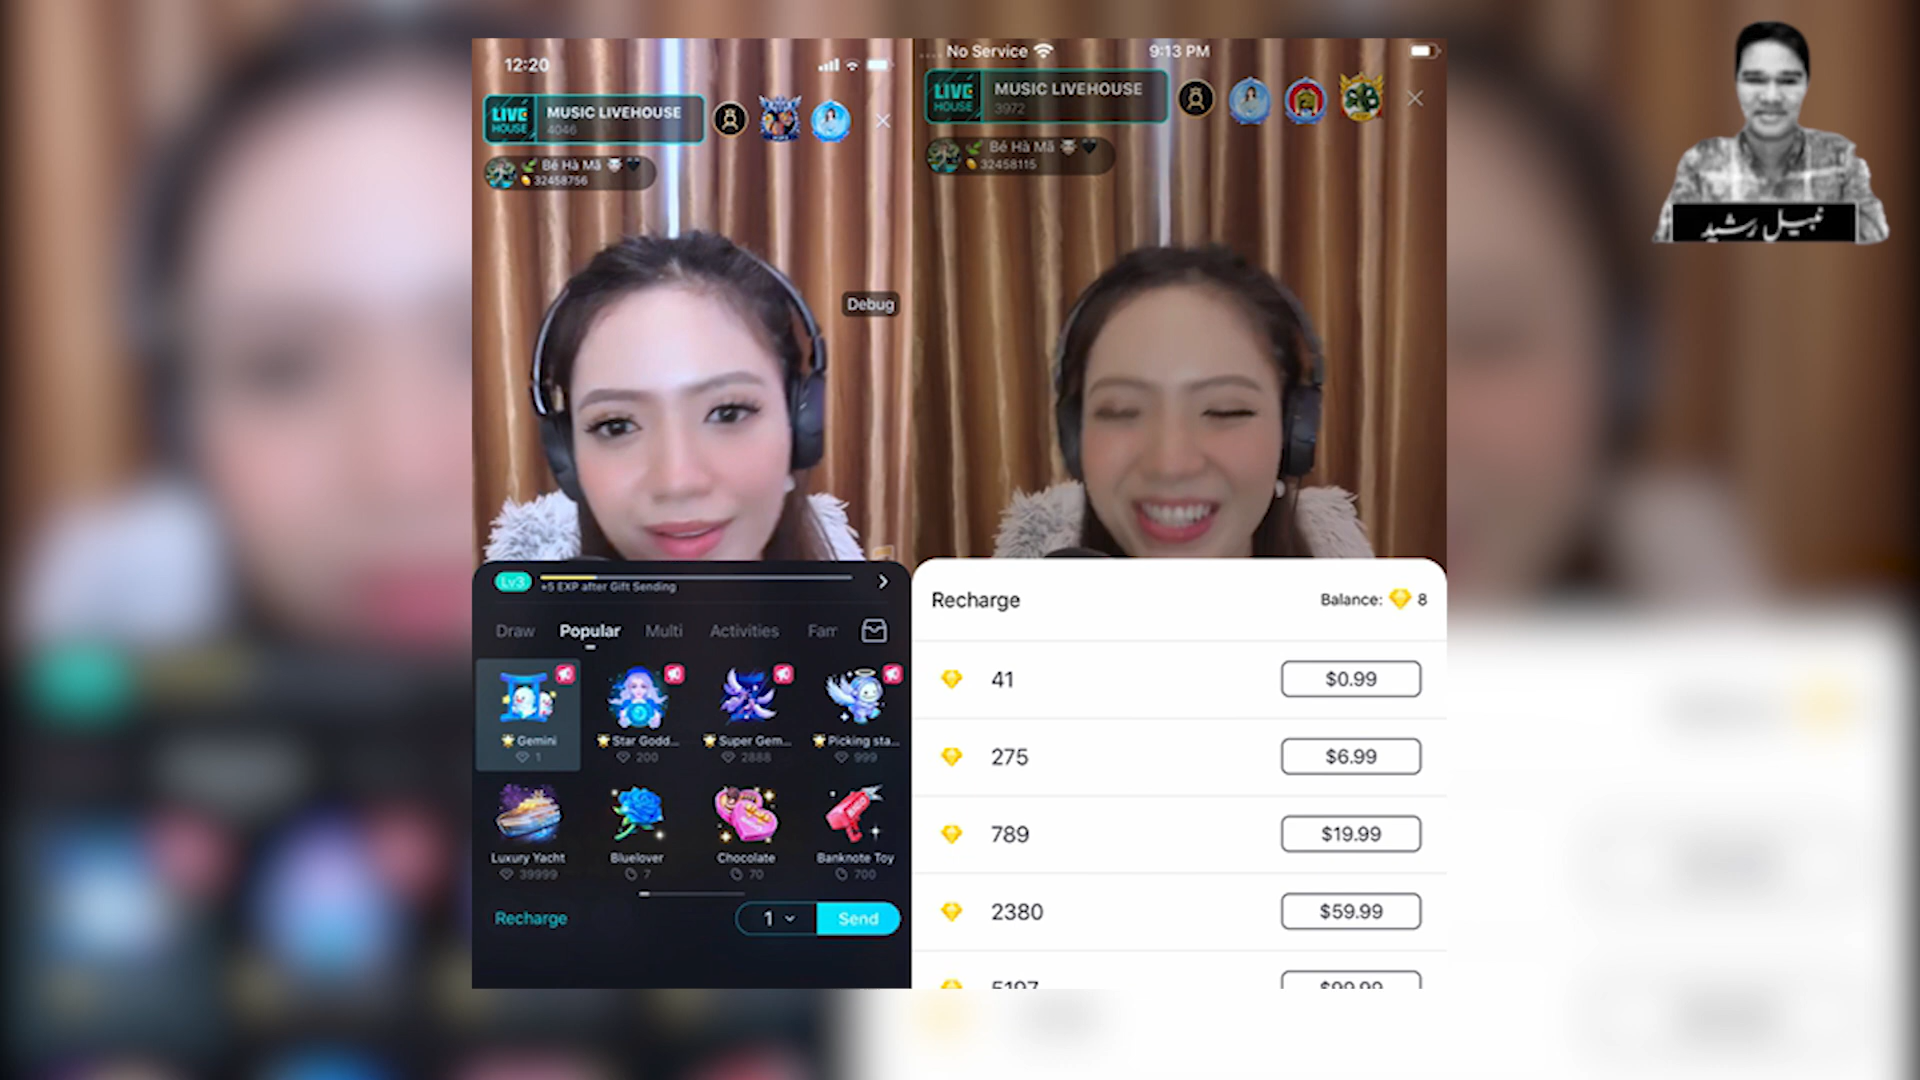 12:20
LIVE
HOUSE
MUSIC LIVEHOUSE
4046
Bé Hà Mã
32458756
Debug
Lv3
+5 EXP after Gift Sending
Draw
Popular
Multi
Activities
Fam
Gemini
1
Star Godd...
200
Super Gem...
2888
Picking sta...
999
Luxury Yacht
39999
Bluelover
7
Chocolate
70
Banknote Toy
700
Recharge
1
Send
No Service
9:13 PM
LIVE
HOUSE
MUSIC LIVEHOUSE
3972
Bé Hà Mã
32458115
Recharge
Balance: 8
41
$0.99
275
$6.99
789
$19.99
2380
$59.99
5197
$99.99
نبیل رشید